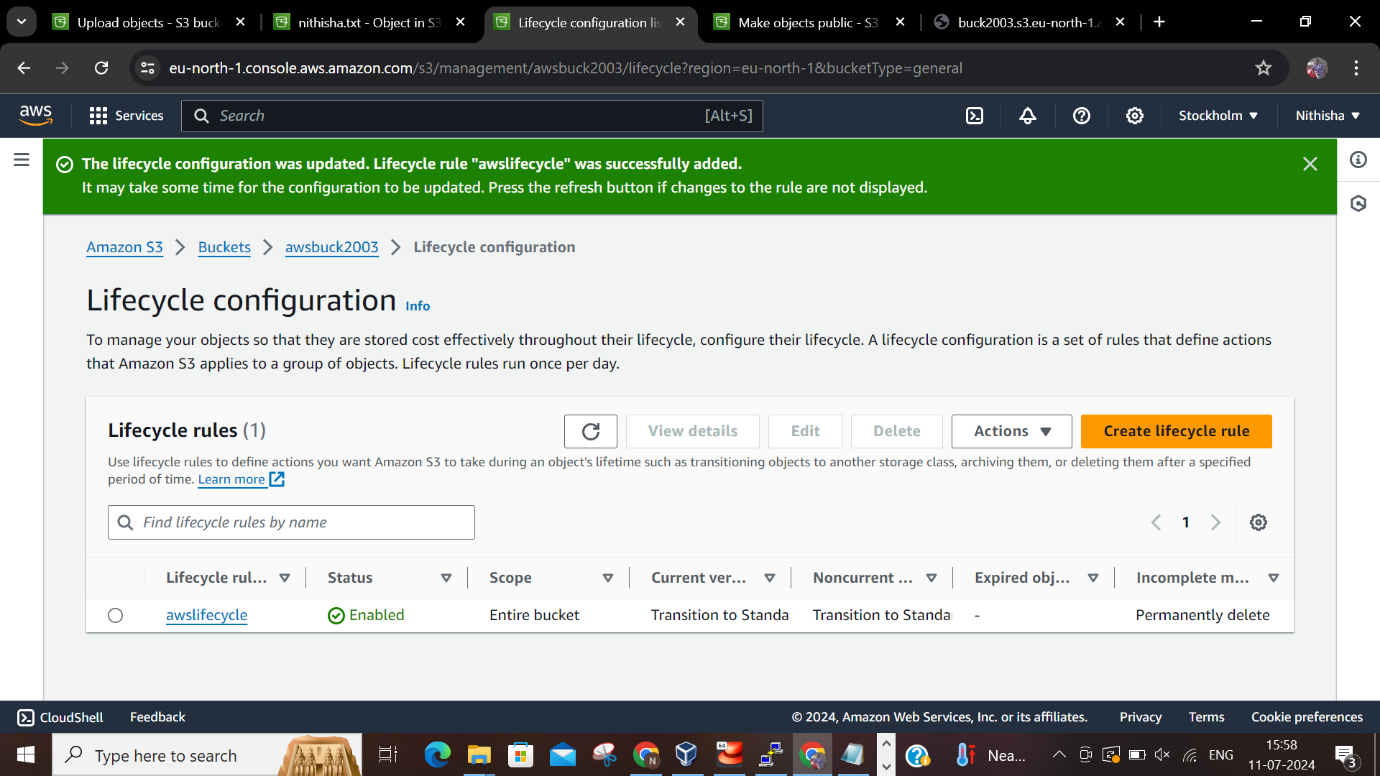 Upload objects - S3 buck
nithisha.txt - Object in S3
Lifecycle configuration lis
Make objects public - S3
buck2003.s3.eu-north-1.a
eu-north-1.console.aws.amazon.com/s3/management/awsbuck2003/lifecycle?region=eu-north-1&bucketType=general
aws
Services
Search
[Alt+S]
Stockholm
Nithisha
The lifecycle configuration was updated. Lifecycle rule "awslifecycle" was successfully added.
It may take some time for the configuration to be updated. Press the refresh button if changes to the rule are not displayed.
Amazon S3 > Buckets > awsbuck2003 > Lifecycle configuration
Lifecycle configuration Info
To manage your objects so that they are stored cost effectively throughout their lifecycle, configure their lifecycle. A lifecycle configuration is a set of rules that define actions
that Amazon S3 applies to a group of objects. Lifecycle rules run once per day.
Lifecycle rules (1)
View details
Edit
Delete
Actions
Create lifecycle rule
Use lifecycle rules to define actions you want Amazon S3 to take during an object's lifetime such as transitioning objects to another storage class, archiving them, or deleting them after a specified
period of time. Learn more
Find lifecycle rules by name
1
Lifecycle rul...
Status
Scope
Current ver...
Noncurrent ...
Expired obj...
Incomplete m...
awslifecycle
Enabled
Entire bucket
Transition to Standa
Transition to Standa
-
Permanently delete
CloudShell
Feedback
© 2024, Amazon Web Services, Inc. or its affiliates.
Privacy
Terms
Cookie preferences
Type here to search
N
64
Nea...
ENG
15:58
11-07-2024
3